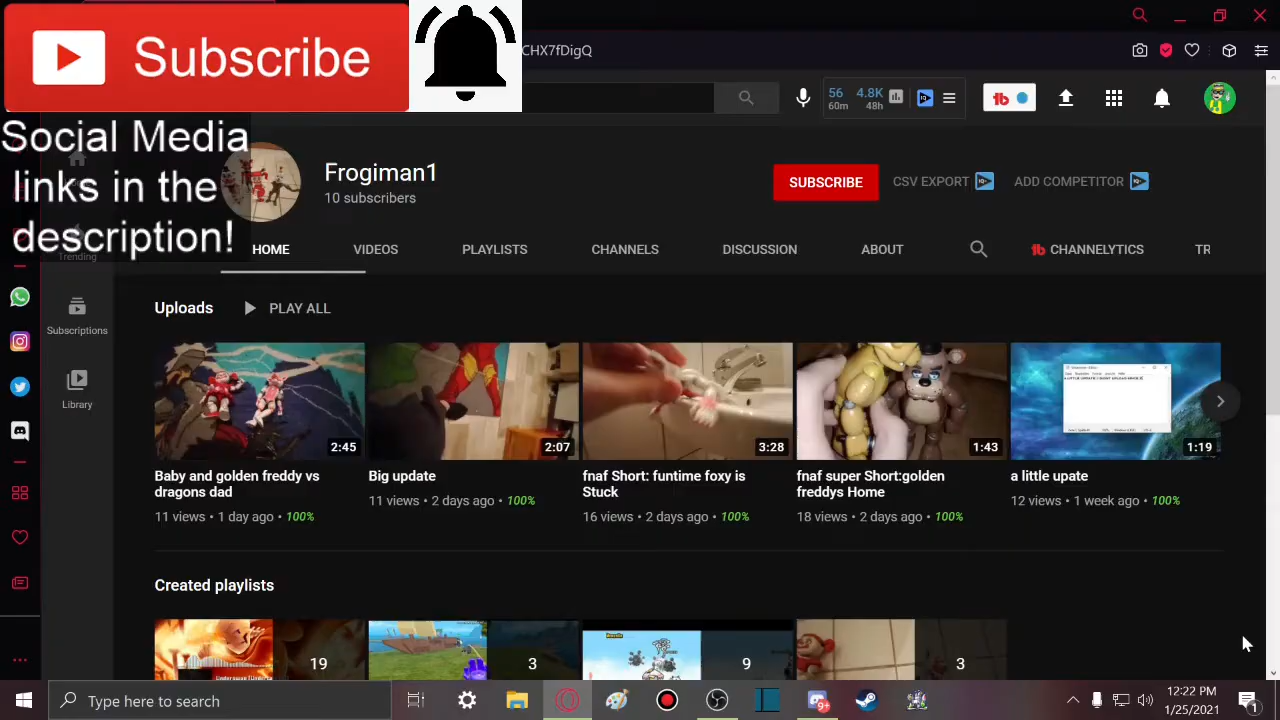 Subscribe
CHX7fDigQ
Social Media
links in the
description!
56
60m
4.8K
48h
Frogiman1
10 subscribers
SUBSCRIBE
CSV EXPORT
ADD COMPETITOR
HOME
VIDEOS
PLAYLISTS
CHANNELS
DISCUSSION
ABOUT
CHANNELYTICS
TR
Trending
Subscriptions
Library
Uploads
PLAY ALL
2:45
2:07
3:28
1:43
1:19
Baby and golden freddy vs
dragons dad
11 views • 1 day ago • 100%
Big update
11 views • 2 days ago • 100%
fnaf Short: funtime foxy is
Stuck
16 views • 2 days ago • 100%
fnaf super Short:golden
freddys Home
18 views • 2 days ago • 100%
a little upate
12 views • 1 week ago • 100%
Created playlists
19
3
9
3
Type here to search
9+
12:22 PM
1/25/2021
1